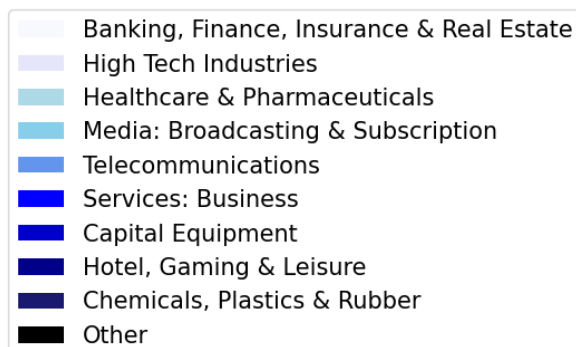 Banking, Finance, Insurance & Real Estate
High Tech Industries
Healthcare & Pharmaceuticals
Media: Broadcasting & Subscription
Telecommunications
Services: Business
Capital Equipment
Hotel, Gaming & Leisure
Chemicals, Plastics & Rubber
Other